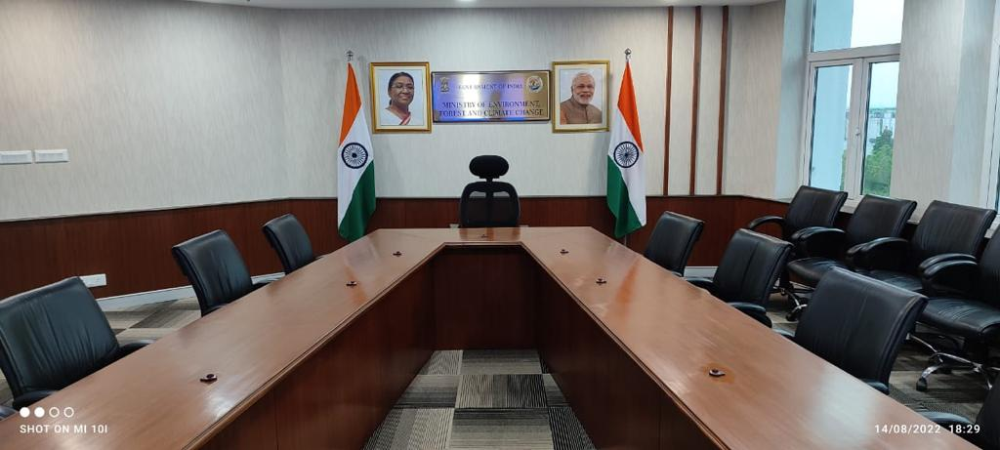 GOVERNMENT OF INDIA
MINISTRY OF ENVIRONMENT,
FOREST AND CLIMATE CHANGE
SHOT ON MI 10I
14/08/2022 18:29